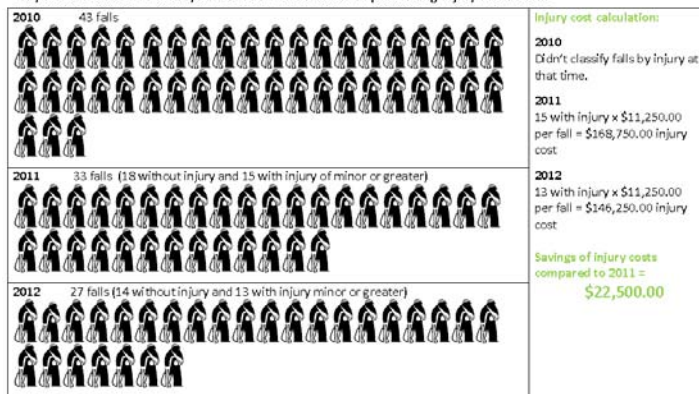 2010 43 falls
2011 33 falls (18 without injury and 15 with injury of minor or greater)
2012 27 falls (14 without injury and 13 with injury minor or greater)
Injury cost calculation:
2010
Didn't classify falls by injury at
that time.
2011
15 with injury x $11,250.00
per fall = $168,750.00 injury
cost
2012
13 with injury x $11,250.00
per fall = $146,250.00 injury
cost
Savings of injury costs
compared to 2011 =
$22,500.00